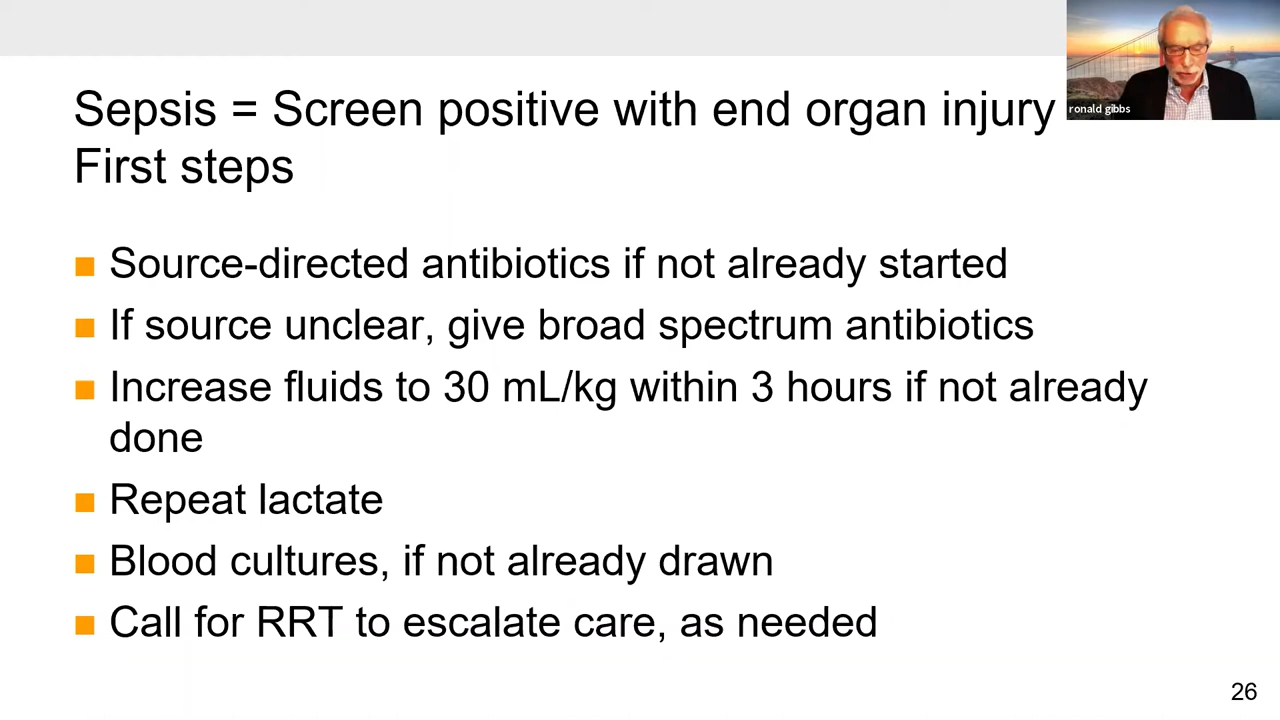 Sepsis = Screen positive with end organ injury
First steps
ronald gibbs
■ Source-directed antibiotics if not already started
■ If source unclear, give broad spectrum antibiotics
■ Increase fluids to 30 mL/kg within 3 hours if not already
done
■ Repeat lactate
■ Blood cultures, if not already drawn
■ Call for RRT to escalate care, as needed
26